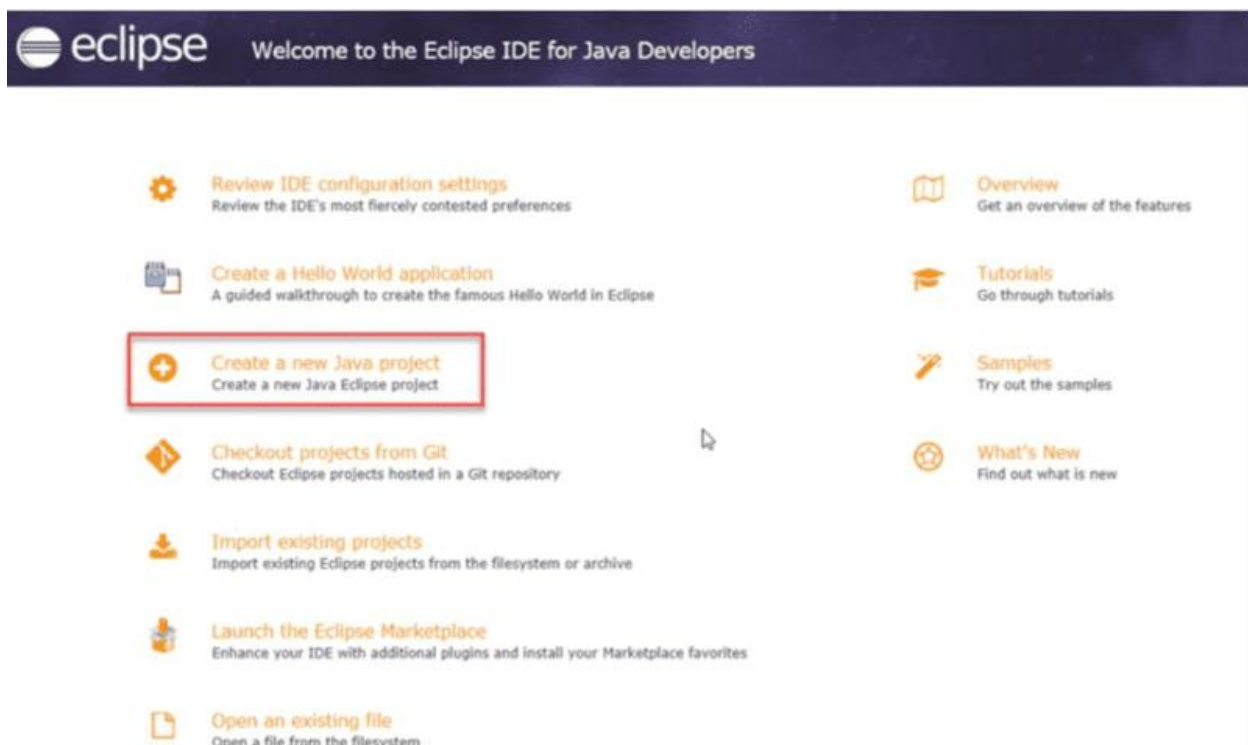 eclipse Welcome to the Eclipse IDE for Java Developers
Review IDE configuration settings
Review the IDE's most fiercely contested preferences
Create a Hello World application
A guided walkthrough to create the famous Hello World in Eclipse
Create a new Java project
Create a new Java Eclipse project
Checkout projects from Git
Checkout Eclipse projects hosted in a Git repository
Import existing projects
Import existing Eclipse projects from the filesystem or archive
Launch the Eclipse Marketplace
Enhance your IDE with additional plugins and install your Marketplace favorites
Open an existing file
Open a file from the filesystem
Overview
Get an overview of the features
Tutorials
Go through tutorials
Samples
Try out the samples
What's New
Find out what is new